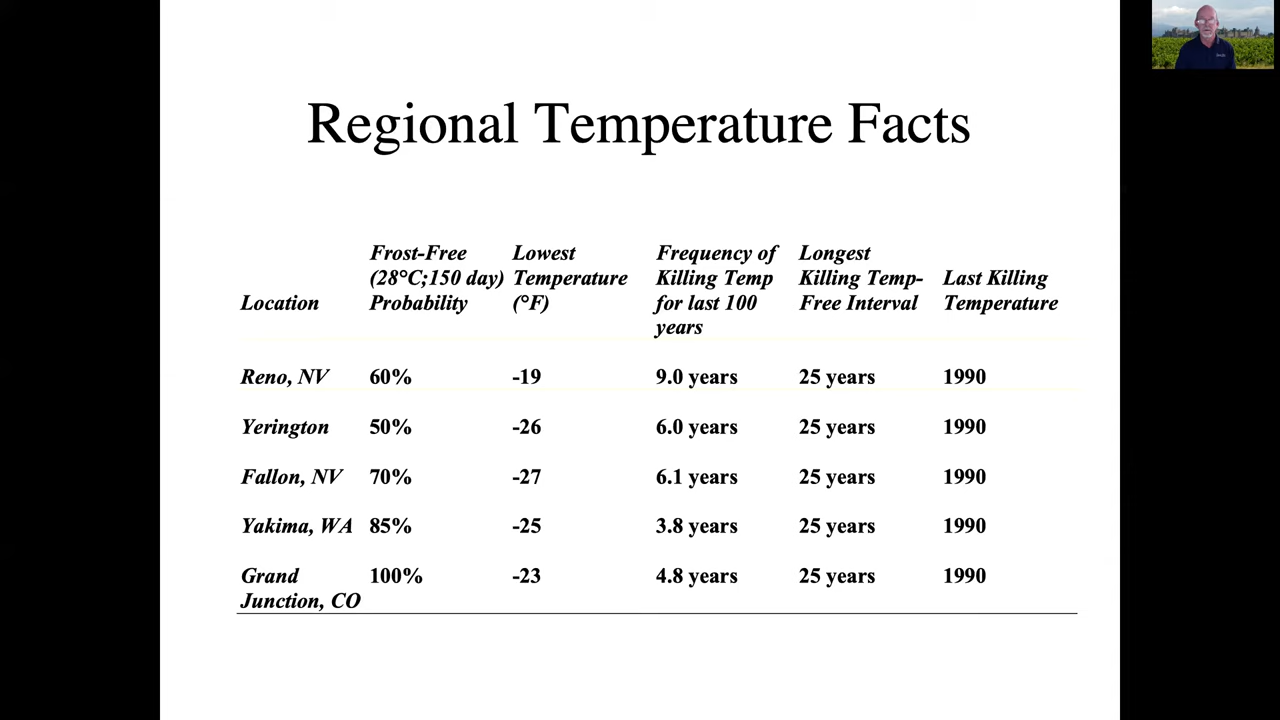 Regional Temperature Facts
Location
Frost-Free
(28°C;150 day)
Probability
Lowest
Temperature
(°F)
Frequency of
Killing Temp
for last 100
years
Longest
Killing Temp-
Free Interval
Last Killing
Temperature
Reno, NV 60% -19 9.0 years 25 years 1990
Yerington 50% -26 6.0 years 25 years 1990
Fallon, NV 70% -27 6.1 years 25 years 1990
Yakima, WA 85% -25 3.8 years 25 years 1990
Grand 100% -23 4.8 years 25 years 1990
Junction, CO